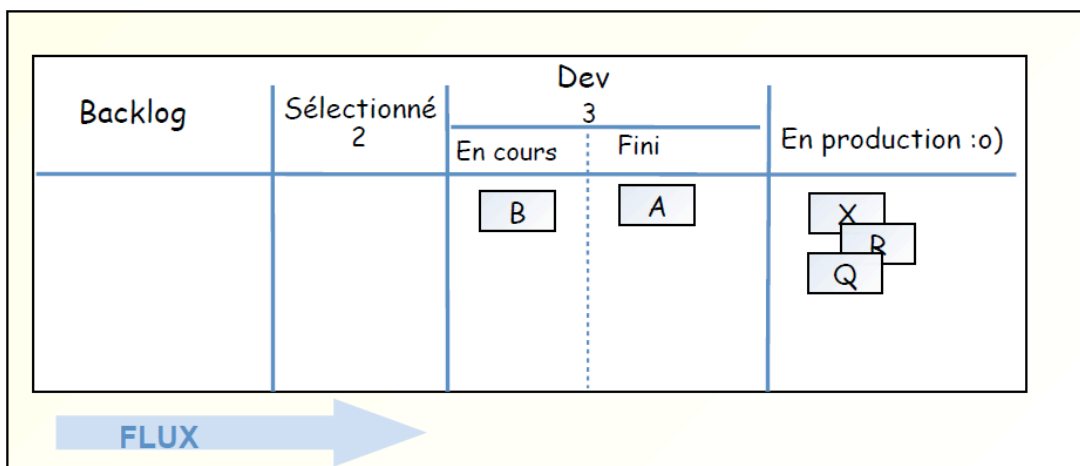 Backlog
Sélectionné
2
Dev
3
En cours
Fini
En production :o)
B
A
X
R
Q
FLUX